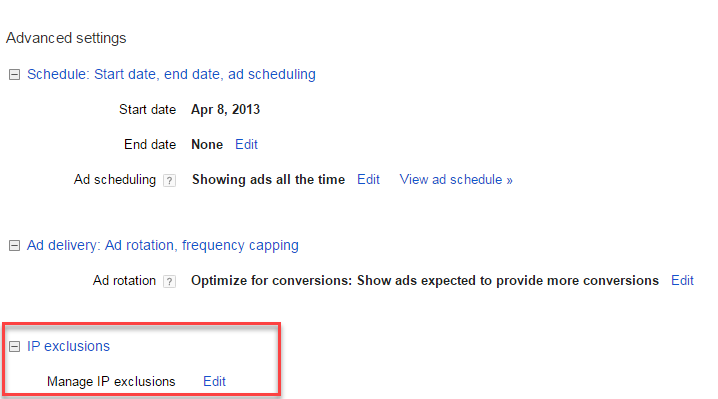 Advanced settings
Schedule: Start date, end date, ad scheduling
Start date Apr 8, 2013
End date None Edit
Ad scheduling ? Showing ads all the time Edit View ad schedule »
Ad delivery: Ad rotation, frequency capping
Ad rotation ? Optimize for conversions: Show ads expected to provide more conversions Edit
IP exclusions
Manage IP exclusions Edit